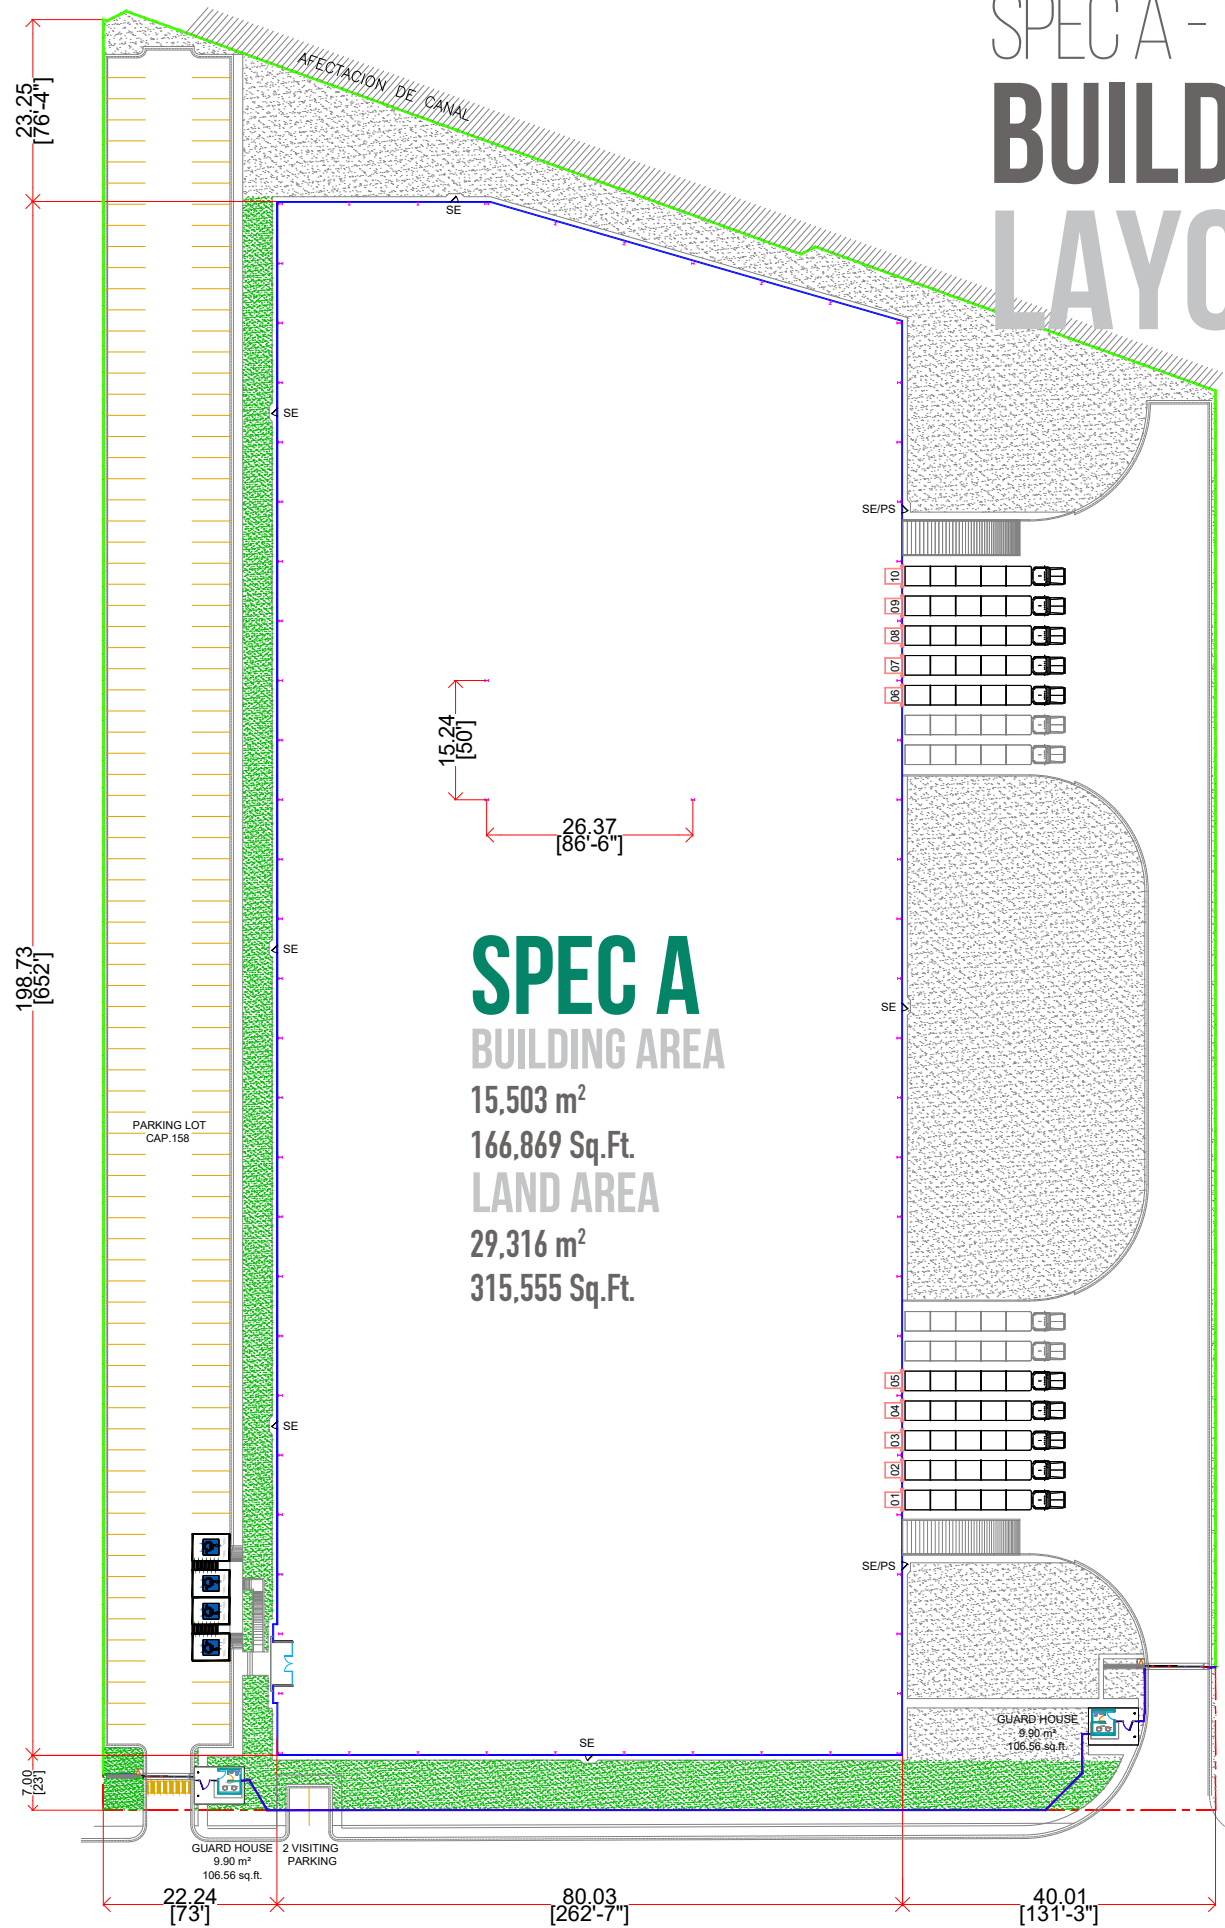 SPEC A -
BUILD
LAYO
AFECTACION DE CANAL
23.25
[76'-4"]
SE
SE
SE/PS
10
09
08
07
06
15.24
[50']
26.37
[86'-6"]
198.73
[652']
SE
SPEC A
BUILDING AREA
15,503 m²
166,869 Sq.Ft.
LAND AREA
29,316 m²
315,555 Sq.Ft.
SE
PARKING LOT
CAP.158
05
04
03
02
01
SE
SE/PS
GUARD HOUSE
9.90 m²
106.56 sq.ft.
SE
7.00
[23']
GUARD HOUSE
9.90 m²
106.56 sq.ft.
2 VISITING
PARKING
22.24
[73']
80.03
[262'-7"]
40.01
[131'-3"]